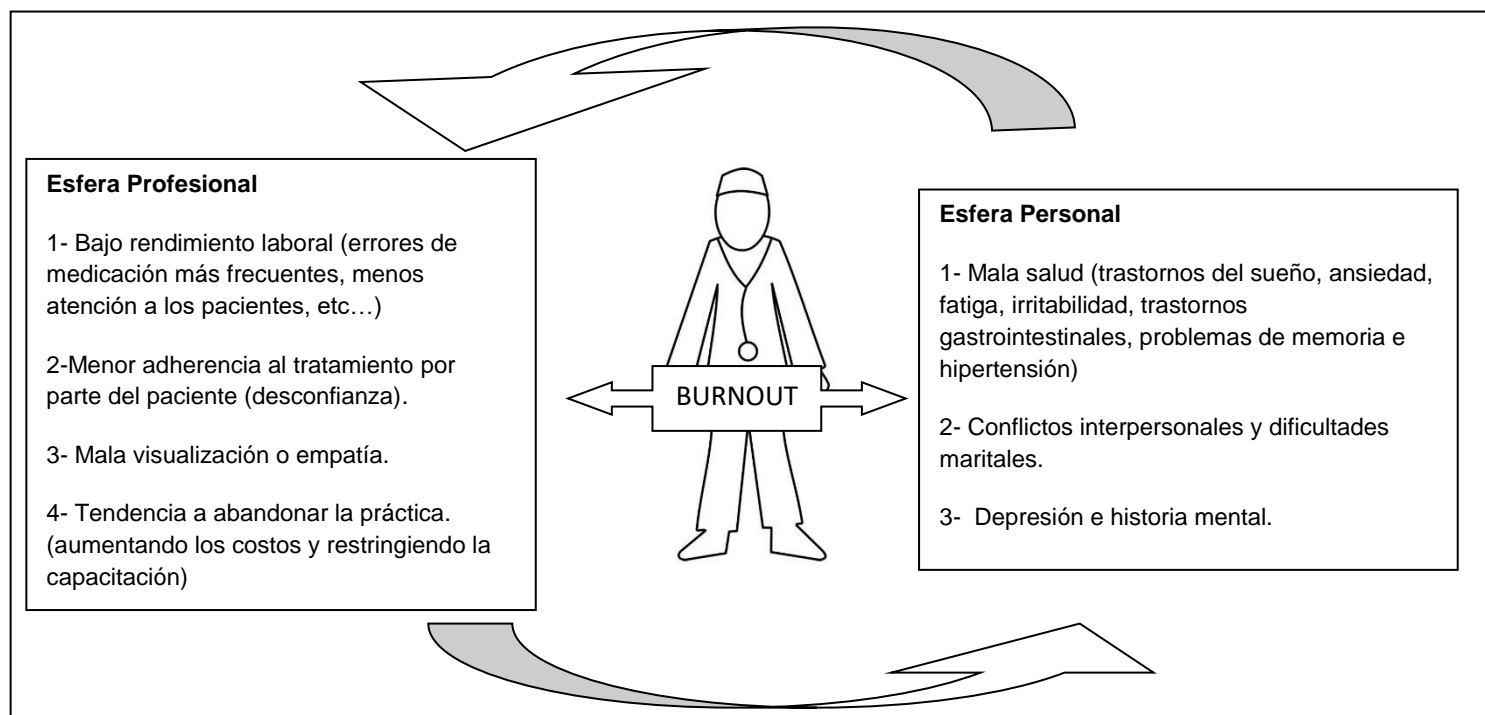 Esfera Profesional
1- Bajo rendimiento laboral (errores de
medicación más frecuentes, menos
atención a los pacientes, etc…)
2-Menor adherencia al tratamiento por
parte del paciente (desconfianza).
3- Mala visualización o empatía.
4- Tendencia a abandonar la práctica.
(aumentando los costos y restringiendo la
capacitación)
BURNOUT
Esfera Personal
1- Mala salud (trastornos del sueño, ansiedad,
fatiga, irritabilidad, trastornos
gastrointestinales, problemas de memoria e
hipertensión)
2- Conflictos interpersonales y dificultades
maritales.
3- Depresión e historia mental.